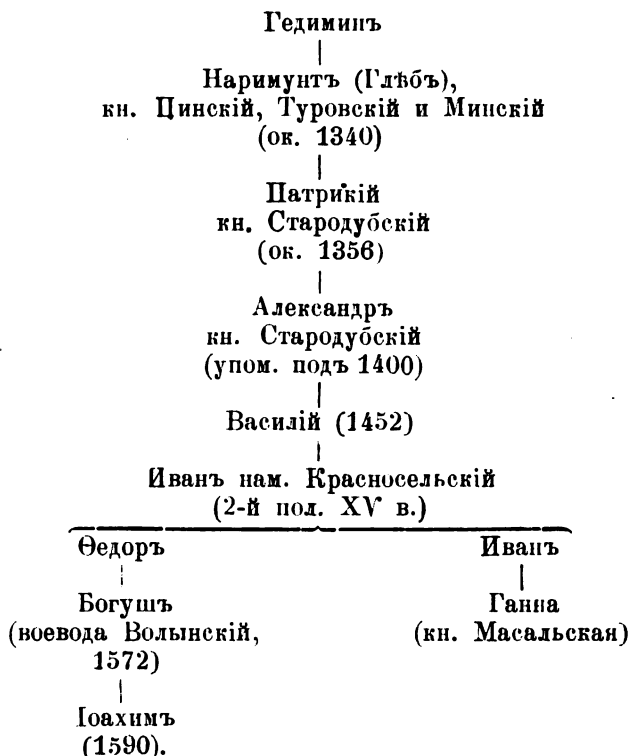 Гедиминъ
Наримунтъ (Глѣбъ),
кн. Пинскій, Туровскій и Минскій
(ок. 1340)
Патрикій
кн. Стародубскій
(ок. 1356)
Александръ
кн. Стародубскій
(упом. подъ 1400)
Василій (1452)
Иванъ нам. Красносельскій
(2-й пол. XV в.)
Ѳедоръ
Иванъ
Богушъ
Ганна
(воевода Волынскій,
(кн. Масальская)
1572)
Іоахимъ
(1590).